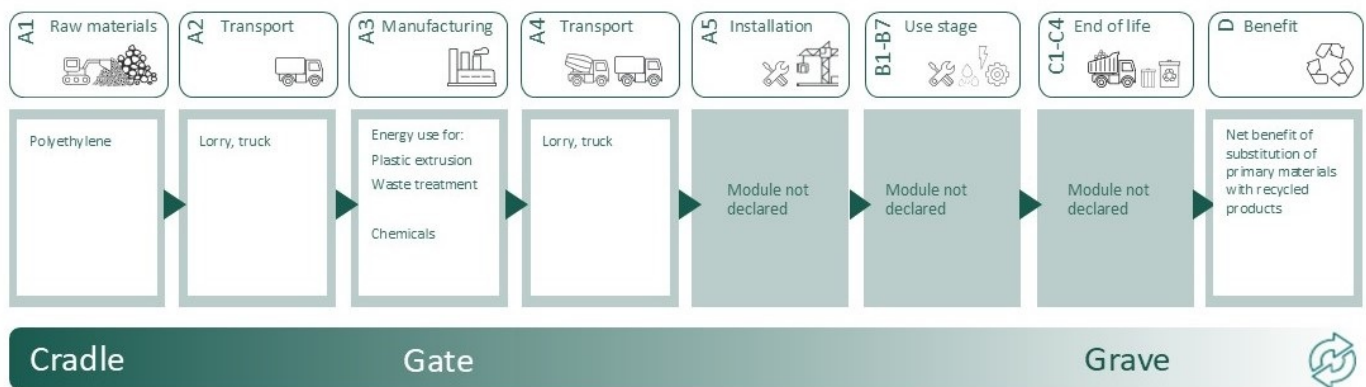 A1 Raw materials
A2 Transport
A3 Manufacturing
A4 Transport
A5 Installation
B1-B7 Use stage
C1-C4 End of life
D Benefit
Polyethylene
Lorry, truck
Energy use for:
Plastic extrusion
Waste treatment
Chemicals
Lorry, truck
Module not
declared
Module not
declared
Module not
declared
Net benefit of
substitution of
primary materials
with recycled
products
Cradle
Gate
Grave